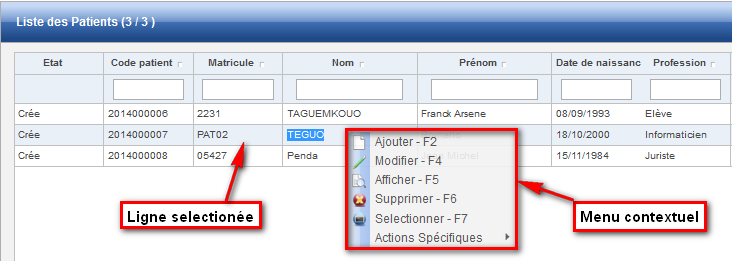 Liste des Patients (3 / 3 )
Etat Code patient Matricule Nom Prénom Date de naissanc Profession
Crée 2014000006 2231 TAGUEMKOUO Franck Arsene 08/09/1993 Elève
Crée 2014000007 PAT02 TEGUO 18/10/2000 Informaticien
Crée 2014000008 05427 Penda Michel 15/11/1984 Juriste
Ajouter - F2
Modifier - F4
Afficher - F5
Supprimer - F6
Selectionner - F7
Actions Spécifiques
Ligne selectionée
Menu contextuel